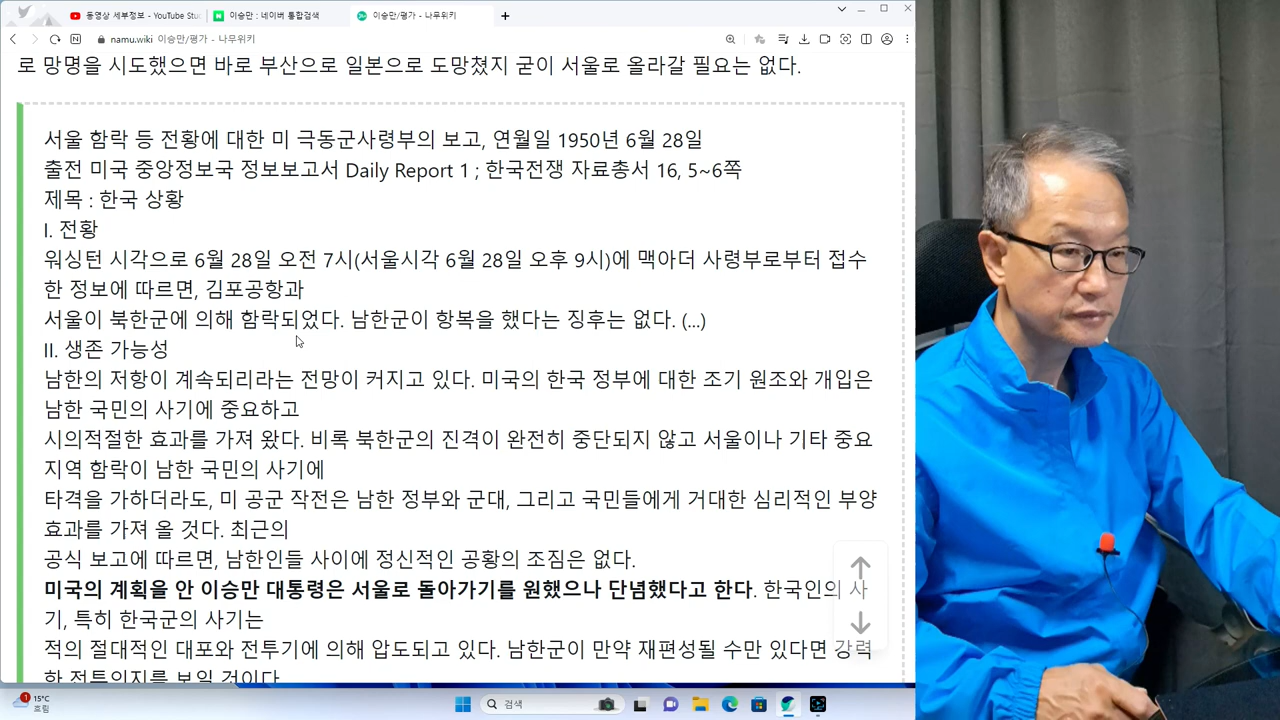 동영상 세부정보 - YouTube Stu
이승만 : 네이버 통합검색
이승만/평가 - 나무위키
namu.wiki 이승만/평가 - 나무위키
로 망명을 시도했으면 바로 부산으로 일본으로 도망쳤지 굳이 서울로 올라갈 필요는 없다.
서울 함락 등 전황에 대한 미 극동군사령부의 보고, 연월일 1950년 6월 28일
출전 미국 중앙정보국 정보보고서 Daily Report 1 ; 한국전쟁 자료총서 16, 5~6쪽
제목 : 한국 상황
I. 전황
워싱턴 시각으로 6월 28일 오전 7시(서울시각 6월 28일 오후 9시)에 맥아더 사령부로부터 접수
한 정보에 따르면, 김포공항과
서울이 북한군에 의해 함락되었다. 남한군이 항복을 했다는 징후는 없다. (...)
II. 생존 가능성
남한의 저항이 계속되리라는 전망이 커지고 있다. 미국의 한국 정부에 대한 조기 원조와 개입은
남한 국민의 사기에 중요하고
시의적절한 효과를 가져 왔다. 비록 북한군의 진격이 완전히 중단되지 않고 서울이나 기타 중요
지역 함락이 남한 국민의 사기에
타격을 가하더라도, 미 공군 작전은 남한 정부와 군대, 그리고 국민들에게 거대한 심리적인 부양
효과를 가져 올 것다. 최근의
공식 보고에 따르면, 남한인들 사이에 정신적인 공황의 조짐은 없다.
미국의 계획을 안 이승만 대통령은 서울로 돌아가기를 원했으나 단념했다고 한다. 한국인의 사
기, 특히 한국군의 사기는
적의 절대적인 대포와 전투기에 의해 압도되고 있다. 남한군이 만약 재편성될 수만 있다면 강력
한 전투의지를 보일 것이다
1
15°C
흐림
검색